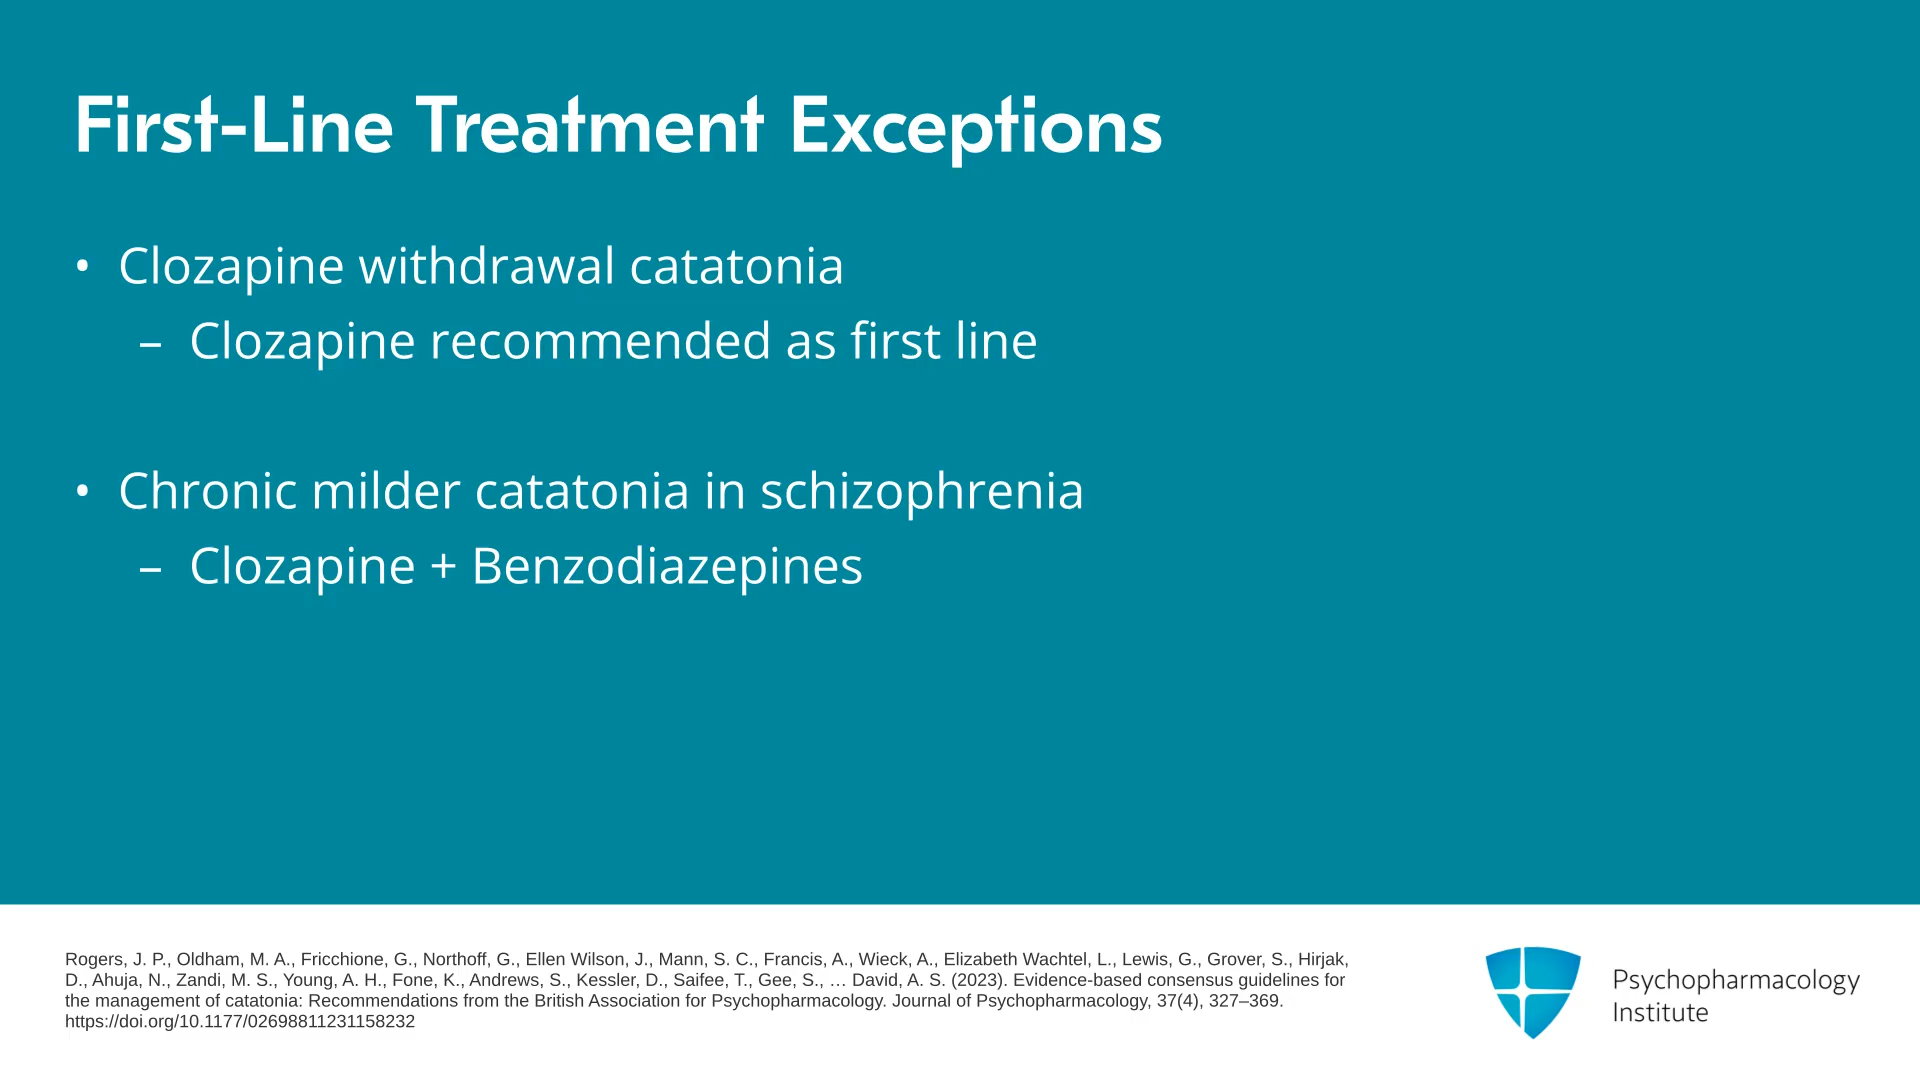 First-Line Treatment Exceptions
• Clozapine withdrawal catatonia
– Clozapine recommended as first line
• Chronic milder catatonia in schizophrenia
– Clozapine + Benzodiazepines
Rogers, J. P., Oldham, M. A., Fricchione, G., Northoff, G., Ellen Wilson, J., Mann, S. C., Francis, A., Wieck, A., Elizabeth Wachtel, L., Lewis, G., Grover, S., Hirjak,
D., Ahuja, N., Zandi, M. S., Young, A. H., Fone, K., Andrews, S., Kessler, D., Saifee, T., Gee, S., … David, A. S. (2023). Evidence-based consensus guidelines for
the management of catatonia: Recommendations from the British Association for Psychopharmacology. Journal of Psychopharmacology, 37(4), 327–369.
https://doi.org/10.1177/02698811231158232
Psychopharmacology
Institute